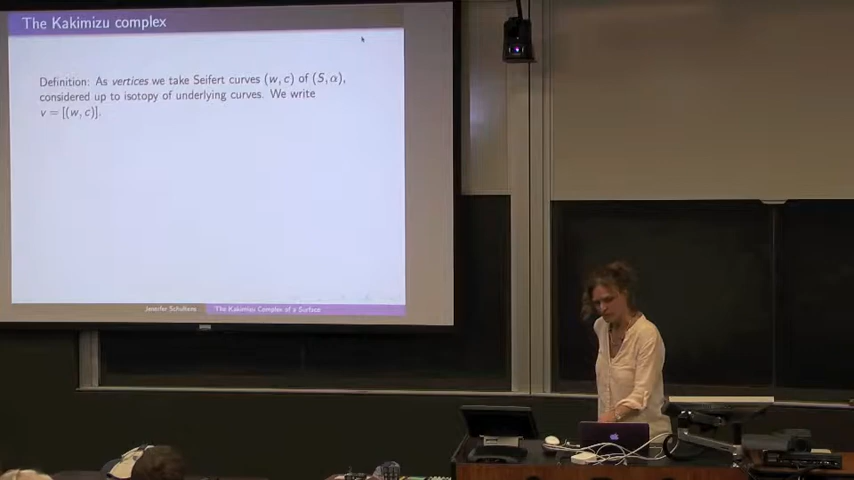 The Kakimizu complex
Definition: As vertices we take Seifert curves (w, c) of (S, α),
considered up to isotopy of underlying curves. We write
v = [(w, c)].
Jennifer Schultens
The Kakimizu Complex of a Surface